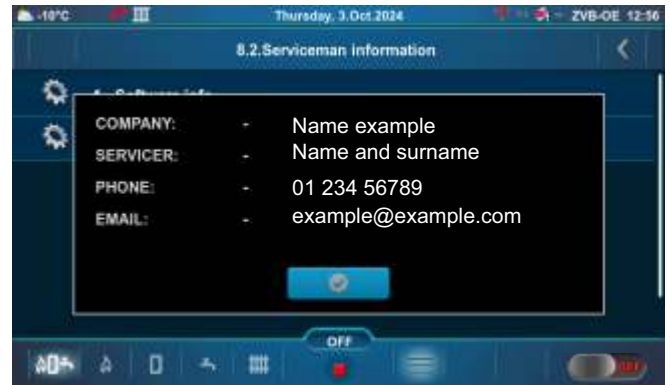 -10°C Thursday, 3.Oct.2024 ZVB-OE 12:56
8.2.Serviceman information
COMPANY: - Name example
SERVICER: - Name and surname
PHONE: - 01 234 56789
EMAIL: - example@example.com
OFF
OFF